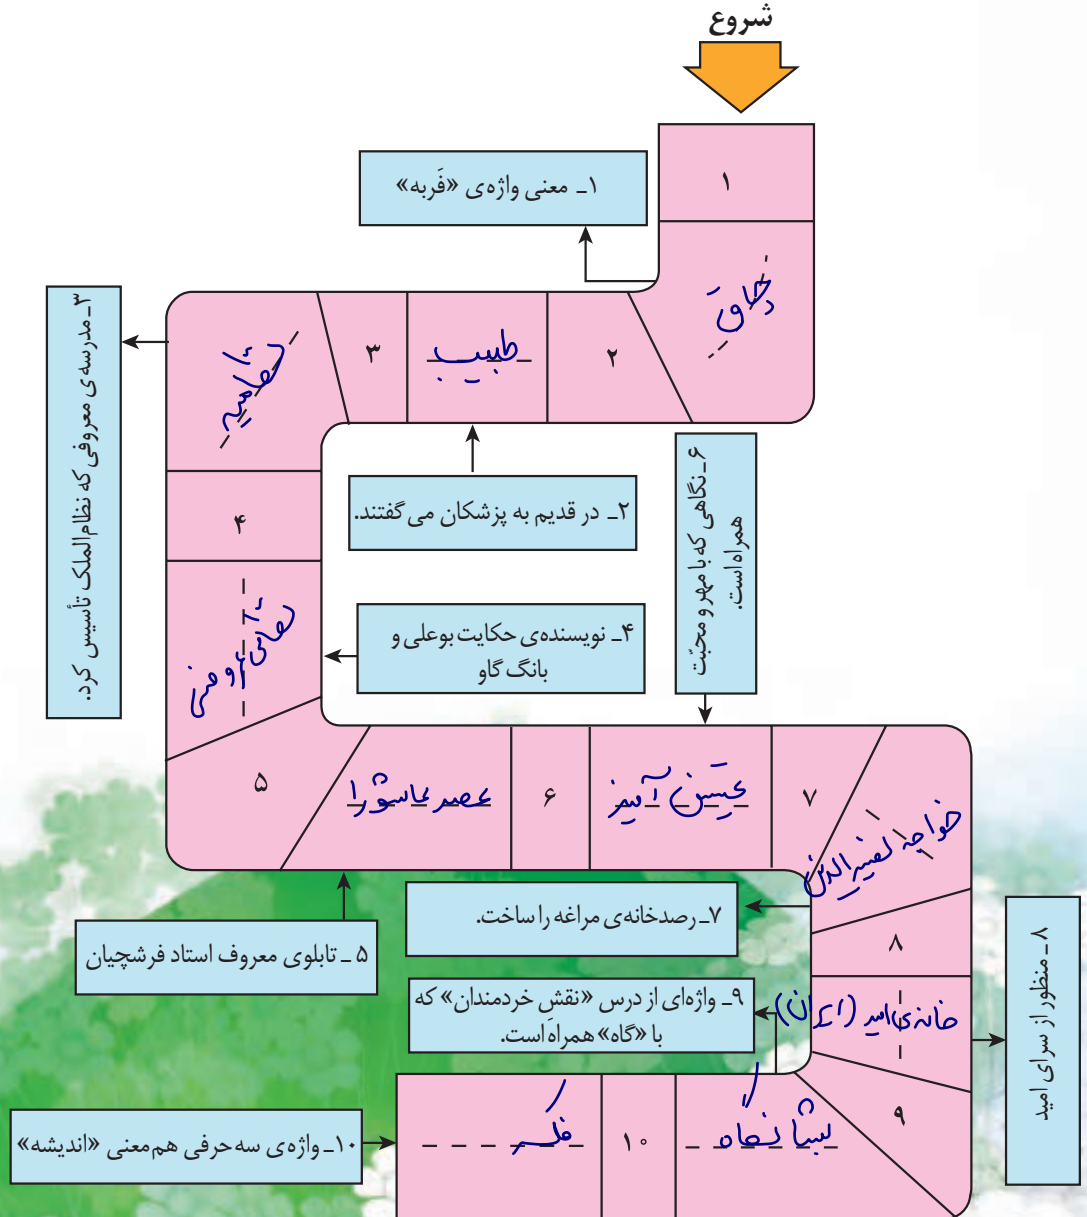 شروع
۱
۱ـ معنی واژه‌ی «فَربه»
چاق
۲
طبیب
۲ـ در قدیم به پزشکان می‌گفتند.
۳
نظامیه
۳ـ مدرسه‌ی معروفی که نظام‌الملک تأسیس کرد.
۴
نظامی عروضی
۴ـ نویسنده‌ی حکایت بوعلی و
بانگ گاو
۵
عصر عاشورا
۵ ـ تابلوی معروف استاد فرشچیان
۶
آمیز
۶ـ نگاهی که با مهر و محبّت
همراه است.
۷
خواجه نصیرالدین
۷ـ رصدخانه‌ی مراغه را ساخت.
۸
خانه‌ی امید (ایران)
۸ ـ منظور از سرای امید
۹
۹ـ واژه‌ای از درس «نقشِ خردمندان» که
با «گاه» همراه است.
۱۰
فکر
۱۰ـ واژه‌ی سه حرفی هم‌معنی «اندیشه»